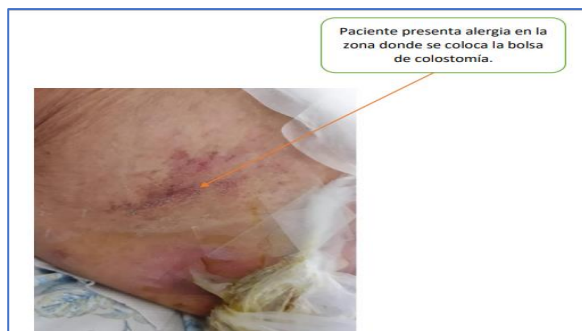 Paciente presenta alergia en la
zona donde se coloca la bolsa
de colostomía.